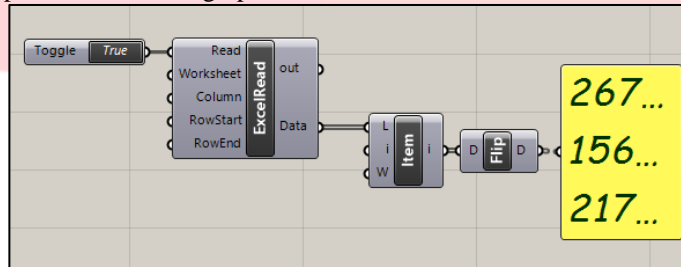 Toggle True
Read
Worksheet
Column
RowStart
RowEnd
ExcelRead
out
Data
L
i
W
Item
i
D
Flip
D
267...
156...
217...